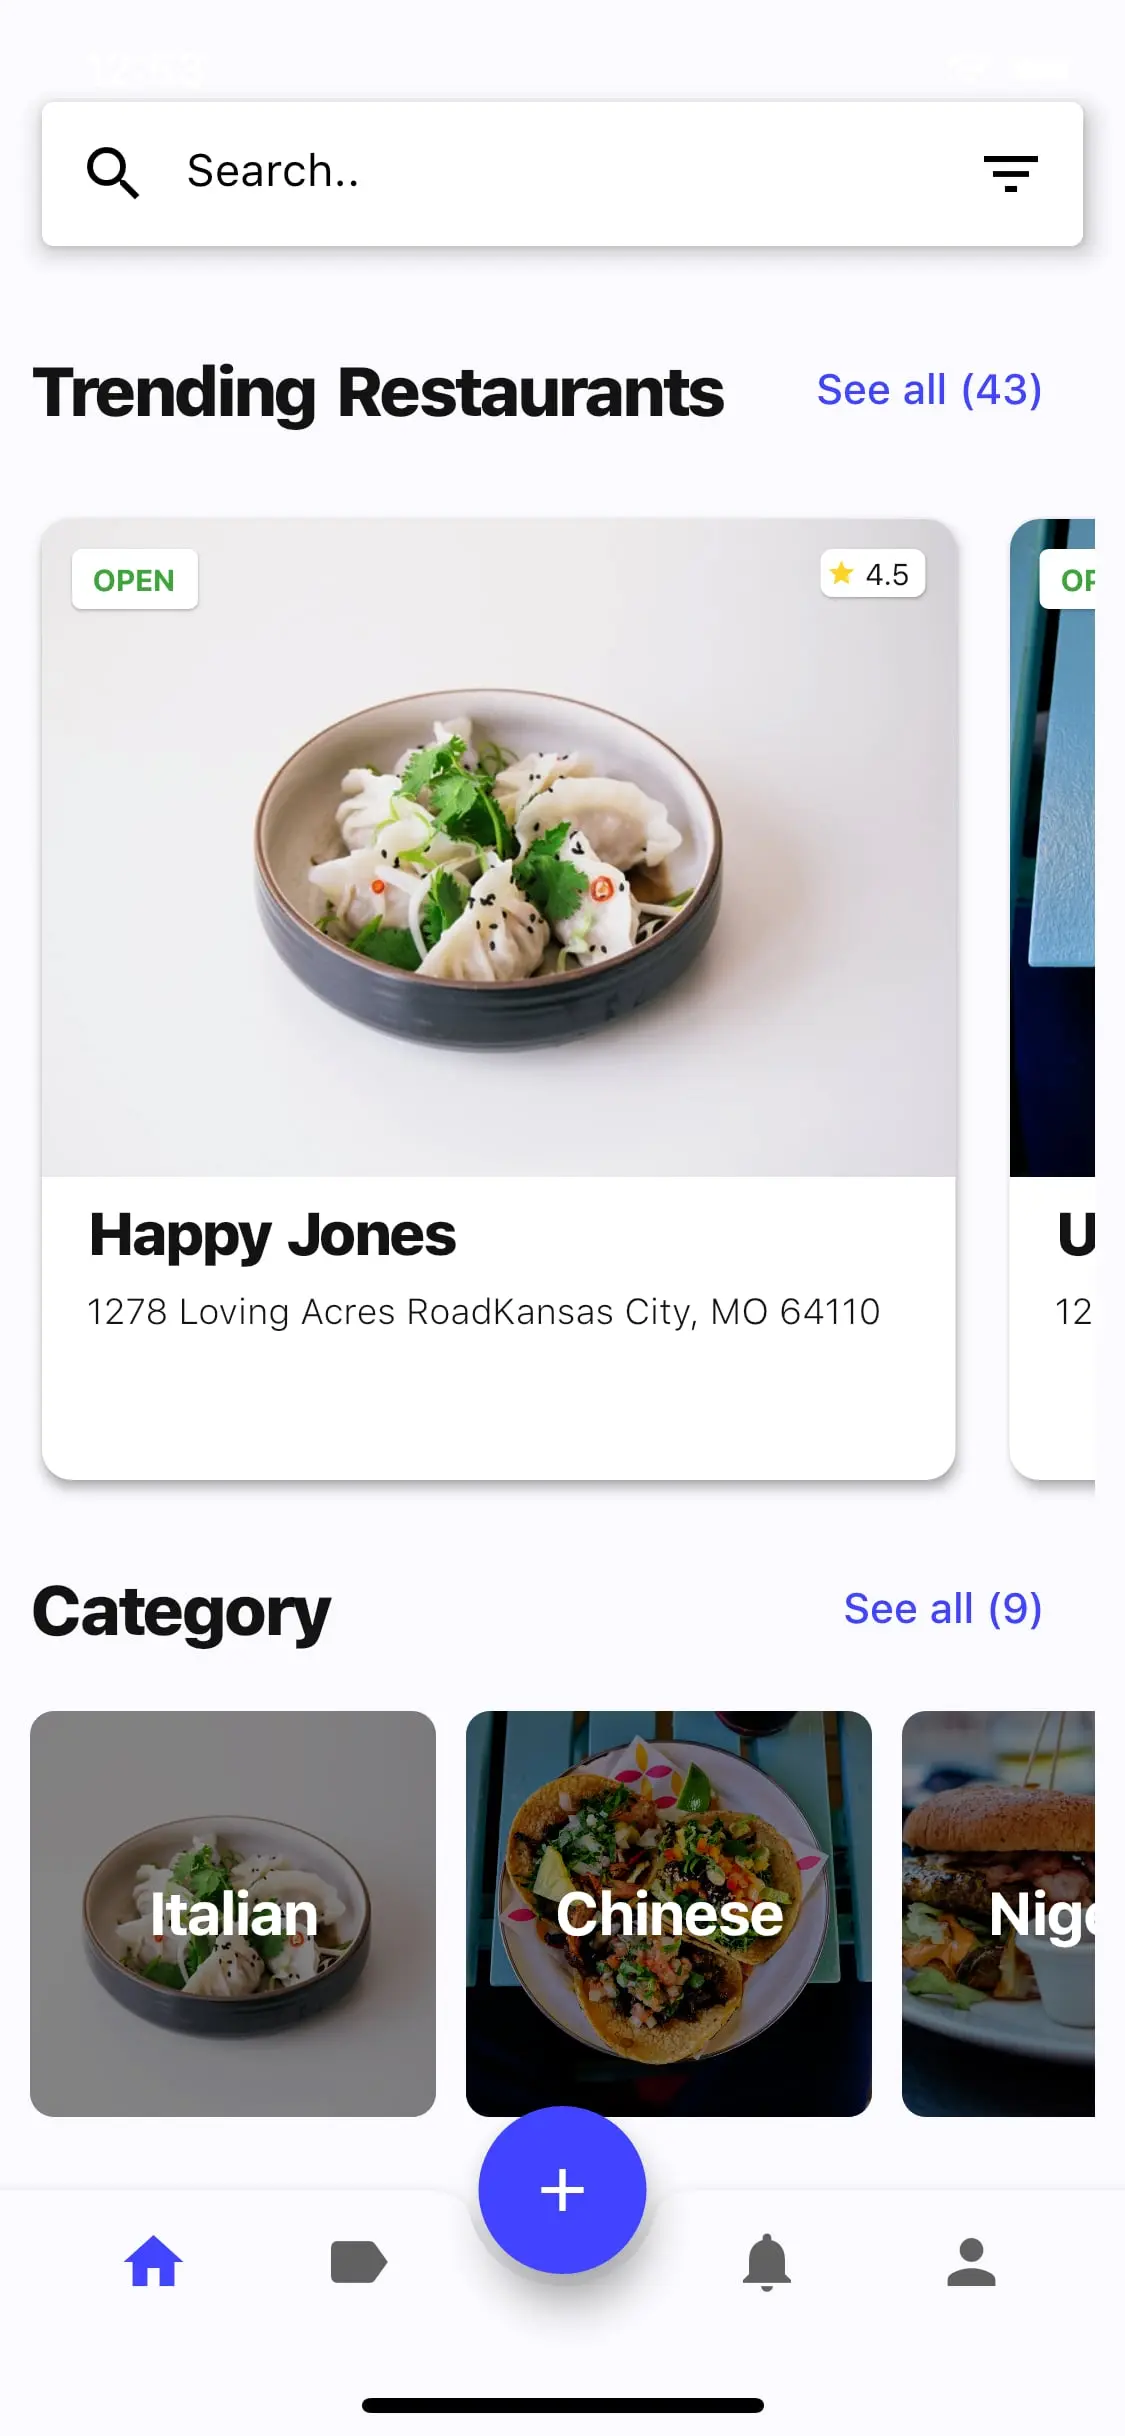 Search..
Trending Restaurants
See all (43)
OPEN
4.5
OP
Happy Jones
1278 Loving Acres RoadKansas City, MO 64110
U
12
Category
See all (9)
Italian
Chinese
Nige